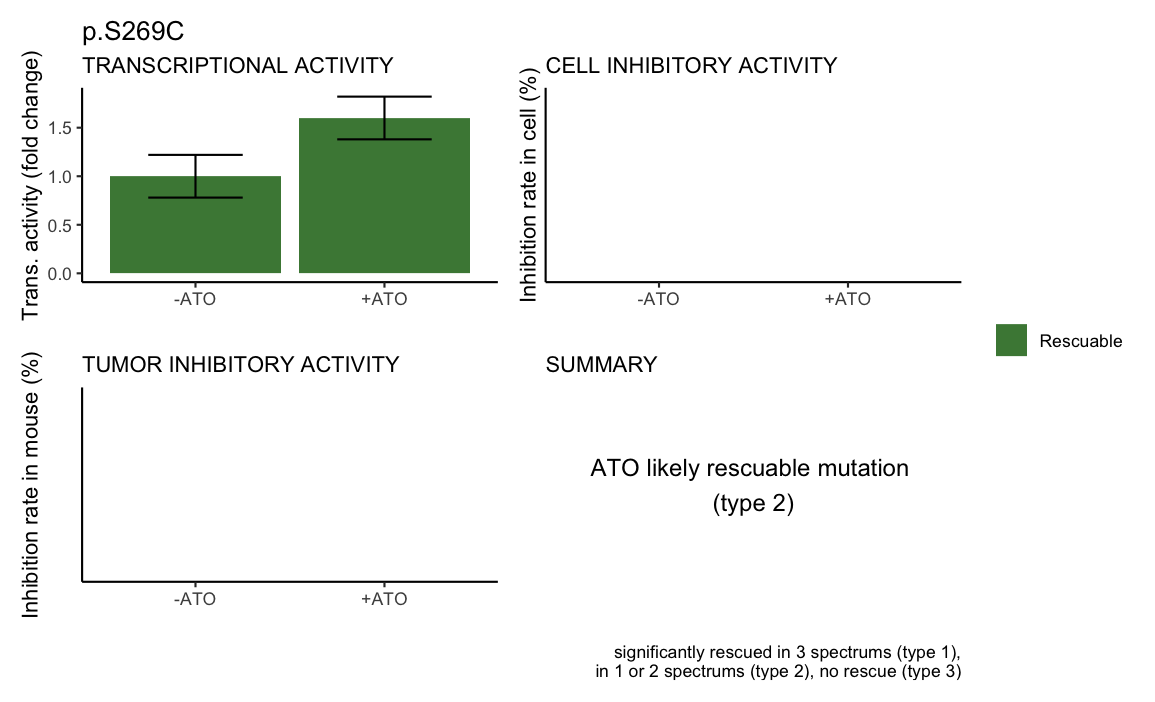 p.S269C
TRANSCRIPTIONAL ACTIVITY
Trans. activity (fold change)
1.5
1.0
0.5
0.0
-ATO
+ATO
CELL INHIBITORY ACTIVITY
Inhibition rate in cell (%)
-ATO
+ATO
Rescuable
TUMOR INHIBITORY ACTIVITY
Inhibition rate in mouse (%)
-ATO
+ATO
SUMMARY
ATO likely rescuable mutation
(type 2)
significantly rescued in 3 spectrums (type 1),
in 1 or 2 spectrums (type 2), no rescue (type 3)